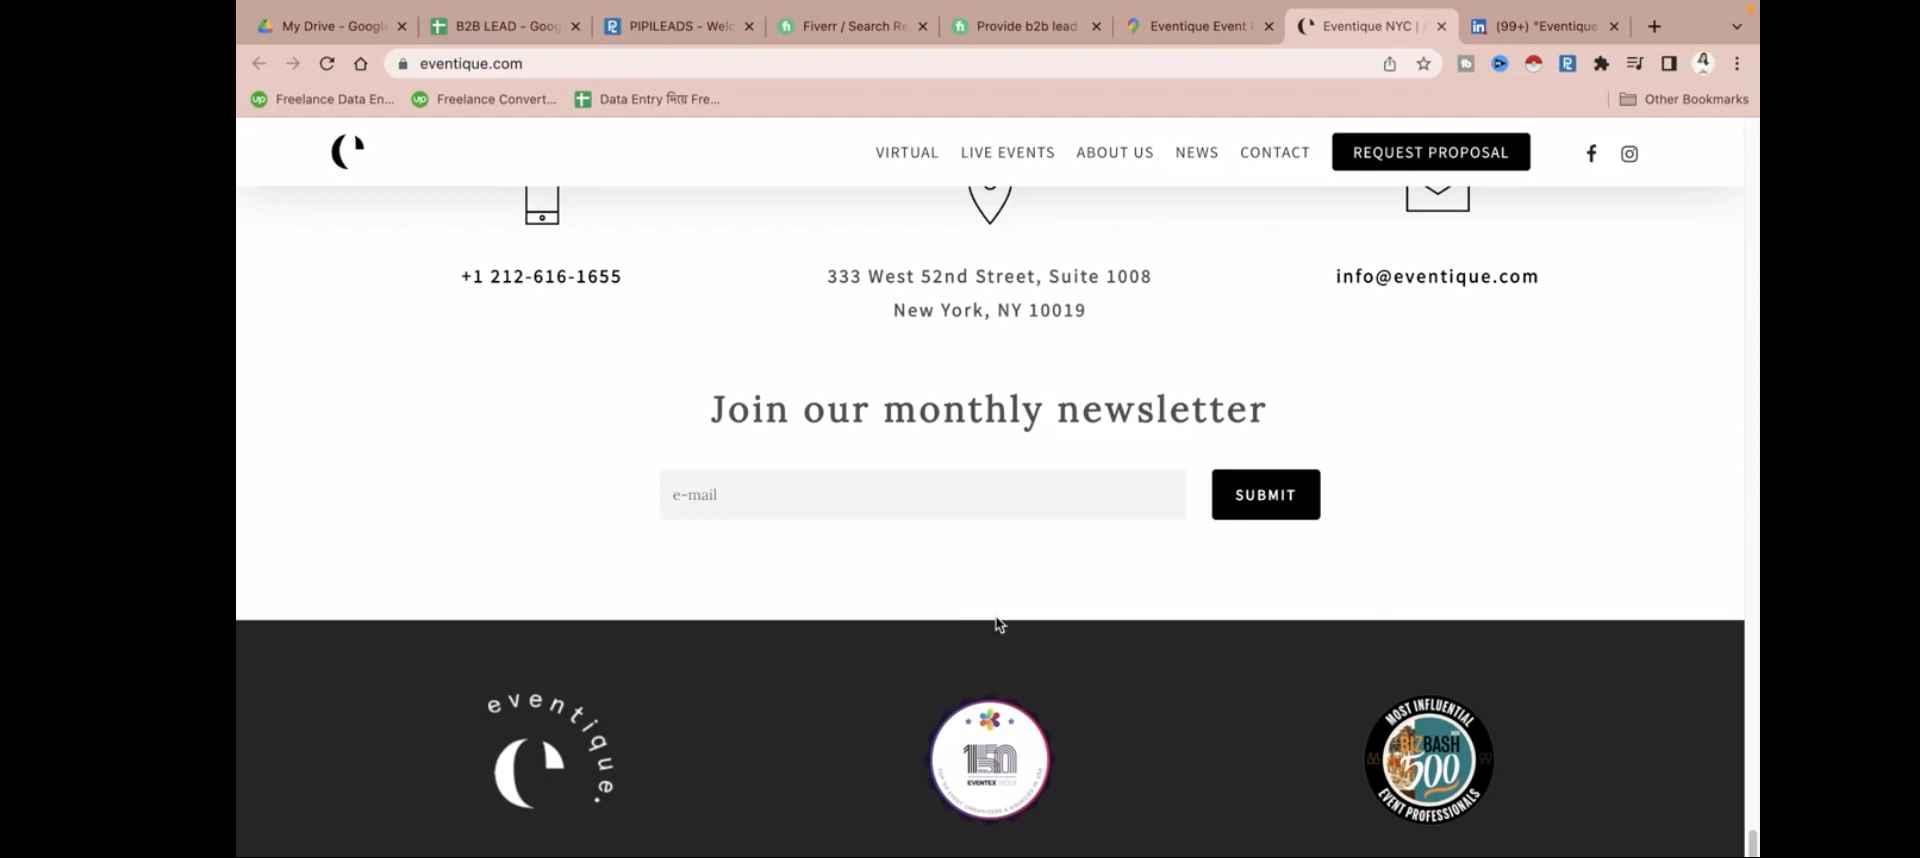 My Drive - Google
B2B LEAD - Goog
PIPILEADS - Welc
Fiverr / Search Re
Provide b2b lead
Eventique Event
Eventique NYC |
(99+) "Eventique
eventique.com
Freelance Data En...
Freelance Convert...
Data Entry দিয়ে Fre...
Other Bookmarks
VIRTUAL
LIVE EVENTS
ABOUT US
NEWS
CONTACT
REQUEST PROPOSAL
+1 212-616-1655
333 West 52nd Street, Suite 1008
New York, NY 10019
info@eventique.com
Join our monthly newsletter
e-mail
SUBMIT
eventique.
150
EVENTEX INDEX
MOST INFLUENTIAL
BIZBASH
500
EVENT PROFESSIONALS